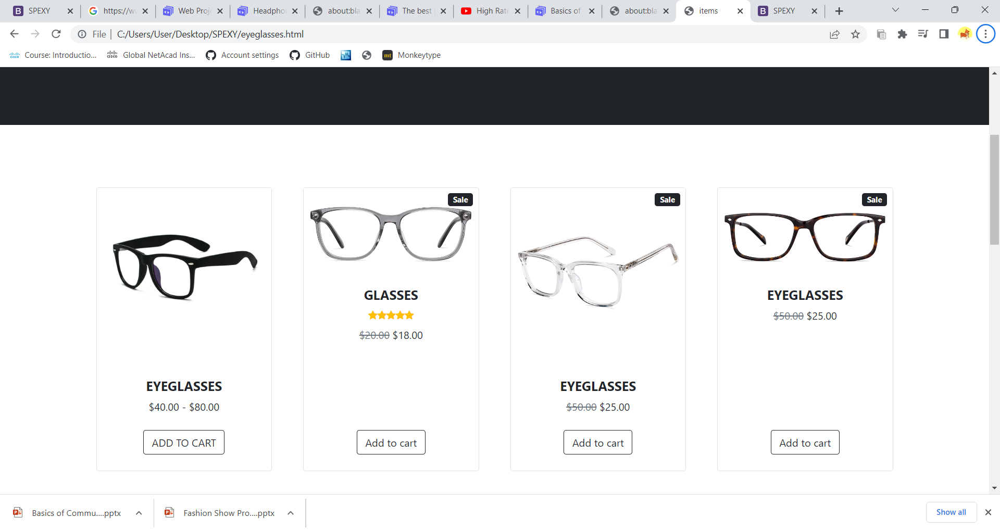 SPEXY
https://w
Web Proj
Headpho
about:bla
The best
High Rate
Basics of
about:bla
items
SPEXY
File
C:/Users/User/Desktop/SPEXY/eyeglasses.html
cisco Course: Introductio...
cisco Global NetAcad Ins...
Account settings
GitHub
mt Monkeytype
Sale
Sale
Sale
GLASSES
EYEGLASSES
$50.00 $25.00
$20.00 $18.00
EYEGLASSES
EYEGLASSES
$40.00 - $80.00
$50.00 $25.00
ADD TO CART
Add to cart
Add to cart
Add to cart
Basics of Commu....pptx
Fashion Show Pro....pptx
Show all